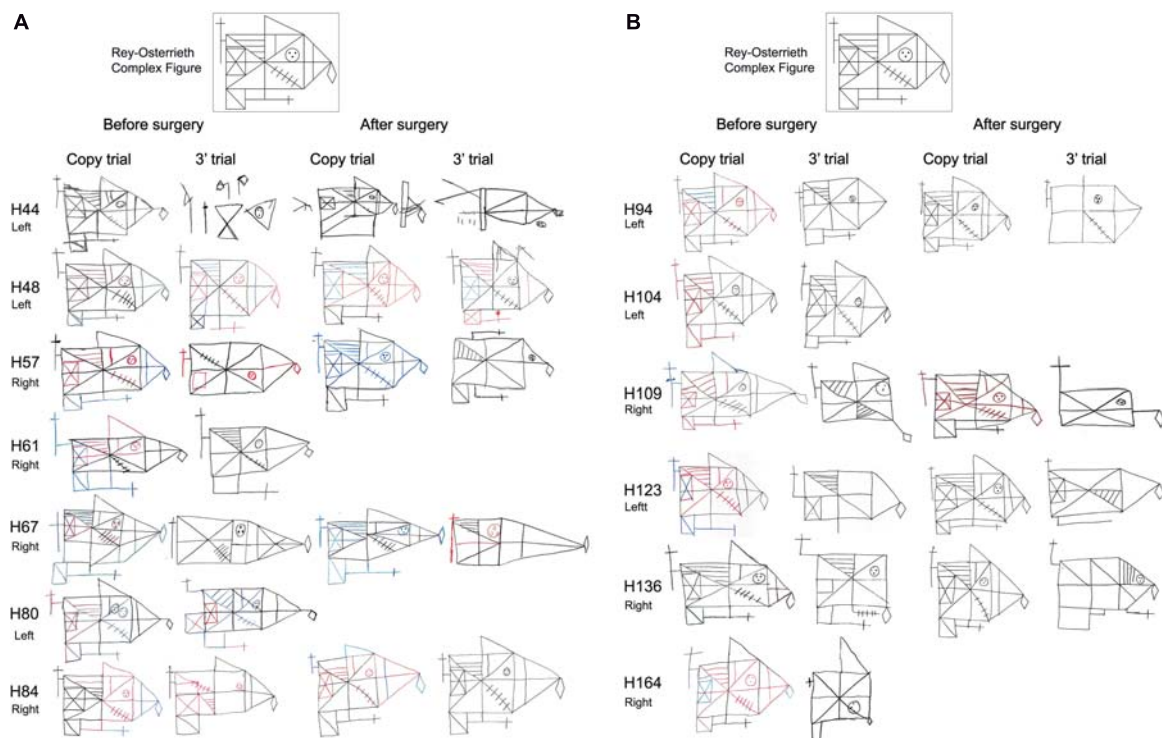 A
Rey-Osterrieth
Complex Figure
Before surgery After surgery
Copy trial 3' trial Copy trial 3' trial
H44
Left
H48
Left
H57
Right
H61
Right
H67
Right
H80
Left
H84
Right
B
Rey-Osterrieth
Complex Figure
Before surgery After surgery
Copy trial 3' trial Copy trial 3' trial
H94
Left
H104
Left
H109
Right
H123
Leftt
H136
Right
H164
Right